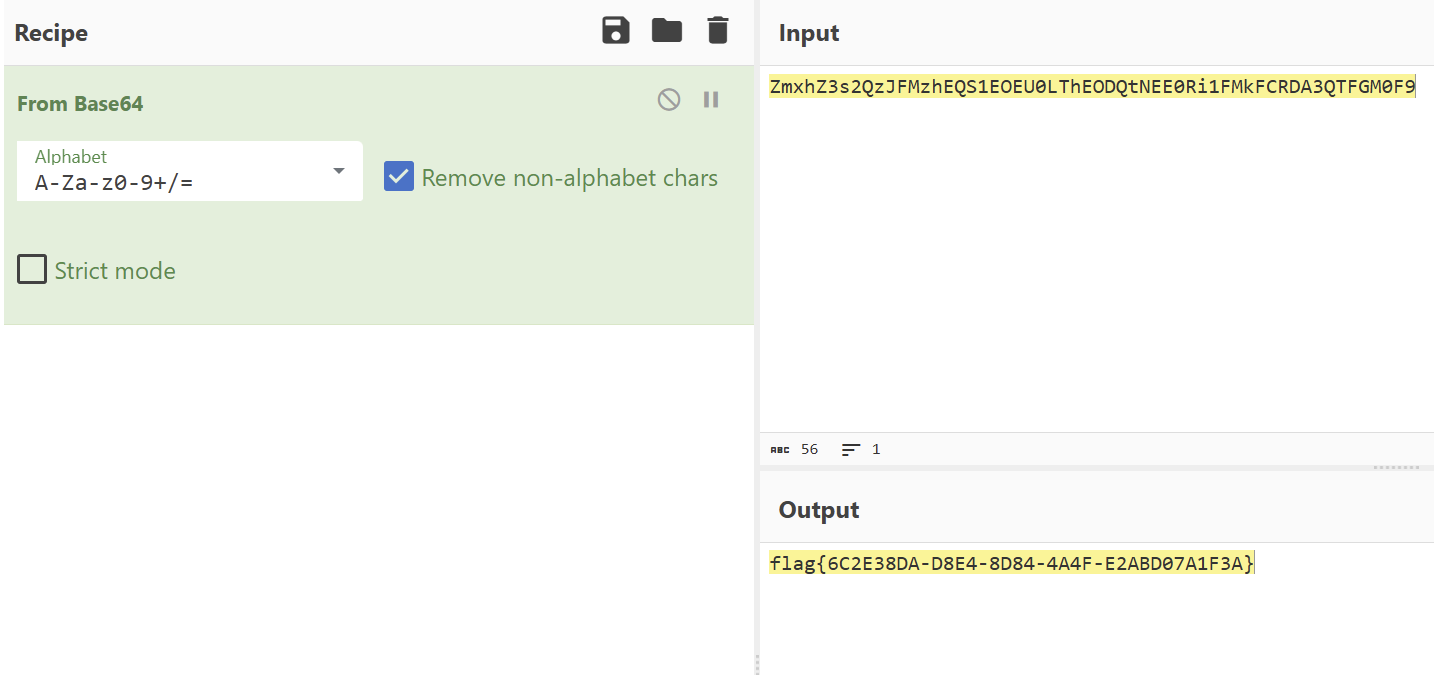 Recipe
From Base64
Alphabet
A-Za-z0-9+/=
Remove non-alphabet chars
Strict mode
Input
ZmxhZ3s2QzJFMzhEQS1EOEU0LThEODQtNEE0Ri1FMkFCRDA3QTFGM0F9
ABC 56 1
Output
flag{6C2E38DA-D8E4-8D84-4A4F-E2ABD07A1F3A}